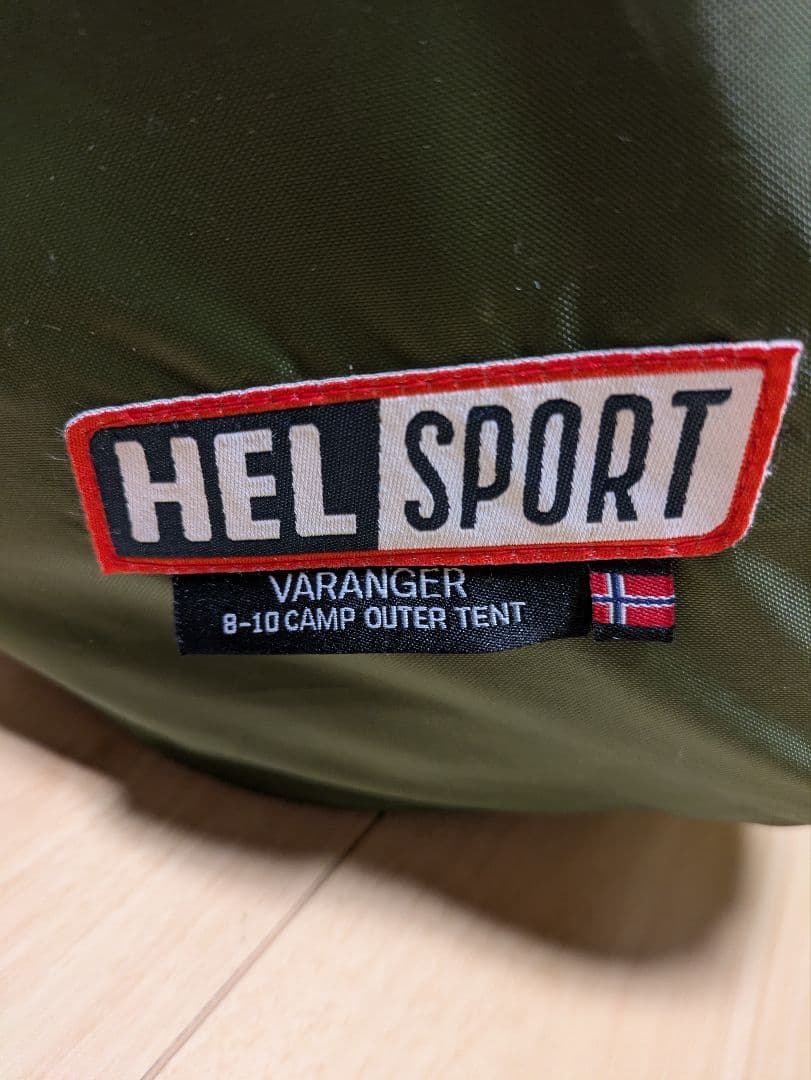 HEL SPORT
VARANGER
8-10 CAMP OUTER TENT